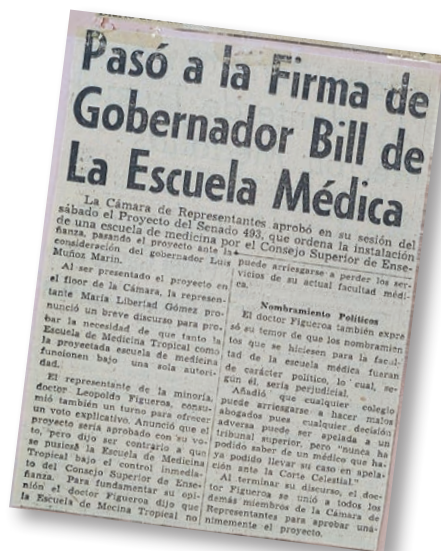 Pasó a la Firma de
Gobernador Bill de
La Escuela Médica
La Cámara de Representantes aprobó en su sesión del
sábado el Proyecto del Senado 493, que ordena la instalación
de una escuela de medicina por el Consejo Superior de Ense-
ñanza, pasando el proyecto ante la
consideración del gobernador Luis
Muñoz Marín.
Al ser presentado el proyecto en
el floor de la Cámara, la represen-
tante María Libertad Gómez pro-
nunció un breve discurso para pro-
bar la necesidad de que tanto la
Escuela de Medicina Tropical como
la proyectada escuela de medicina
funcionen bajo una sola autori-
dad.
El representante de la minoría,
doctor Leopoldo Figueroa, consu-
mió también un turno para ofrecer
un voto explicativo. Anunció que el
proyecto sería aprobado con su vo-
to, pero dijo ser contrario a que
se pusiese la Escuela de Medicina
Tropical bajo el control inmedia-
to del Consejo Superior de Ense-
ñanza. Para fundamentar su opi-
nión el doctor Figueroa dijo que
la Escuela de Mecina Tropical no
puede arriesgarse a perder los ser-
vicios de su actual facultad médi-
ca.
Nombramiento Políticos
El doctor Figueroa también expre
só su temor de que los nombramien
tos que se hiciesen para la facul-
tad de la escuela médica fueran
de carácter político, lo cual, se-
gún él, sería perjudicial.
Añadió que cualquier colegio
puede arriesgarse a hacer malos
abogados pues cualquier decisión
adversa puede ser apelada a un
tribunal superior, pero "nunca ha
podido saber de un médico que ha-
ya podido llevar su caso en apela-
ción ante la Corte Celestial."
Al terminar su discurso, el doc-
tor Figueroa se unió a todos los
demás miembros de la Cámara de
Representantes para aprobar uná-
nimemente el proyecto.